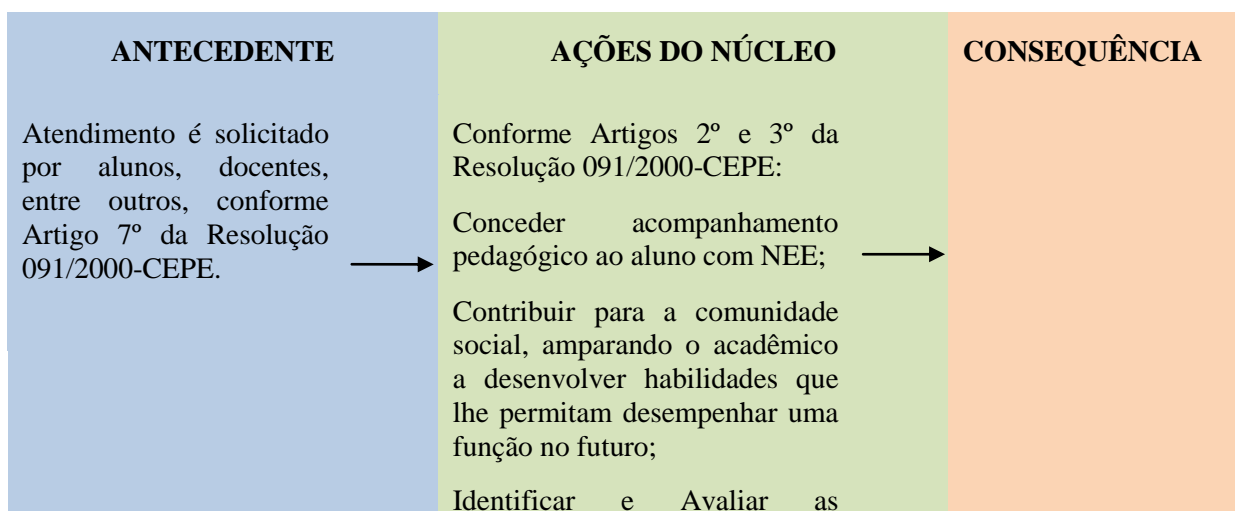 ANTECEDENTE
Atendimento é solicitado
por alunos, docentes,
entre outros, conforme
Artigo 7º da Resolução
091/2000-CEPE.
AÇÕES DO NÚCLEO
Conforme Artigos 2º e 3º da
Resolução 091/2000-CEPE:
Conceder acompanhamento
pedagógico ao aluno com NEE;
Contribuir para a comunidade
social, amparando o acadêmico
a desenvolver habilidades que
lhe permitam desempenhar uma
função no futuro;
Identificar e Avaliar as
CONSEQUÊNCIA